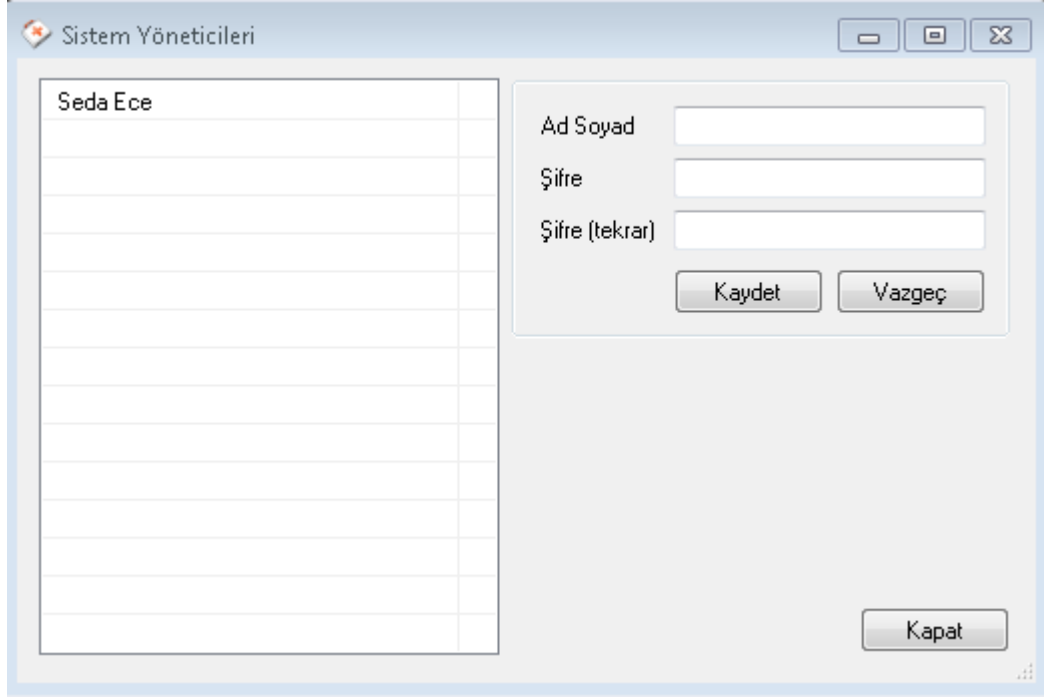 Sistem Yöneticileri
Seda Ece
Ad Soyad
Şifre
Şifre (tekrar)
Kaydet
Vazgeç
Kapat